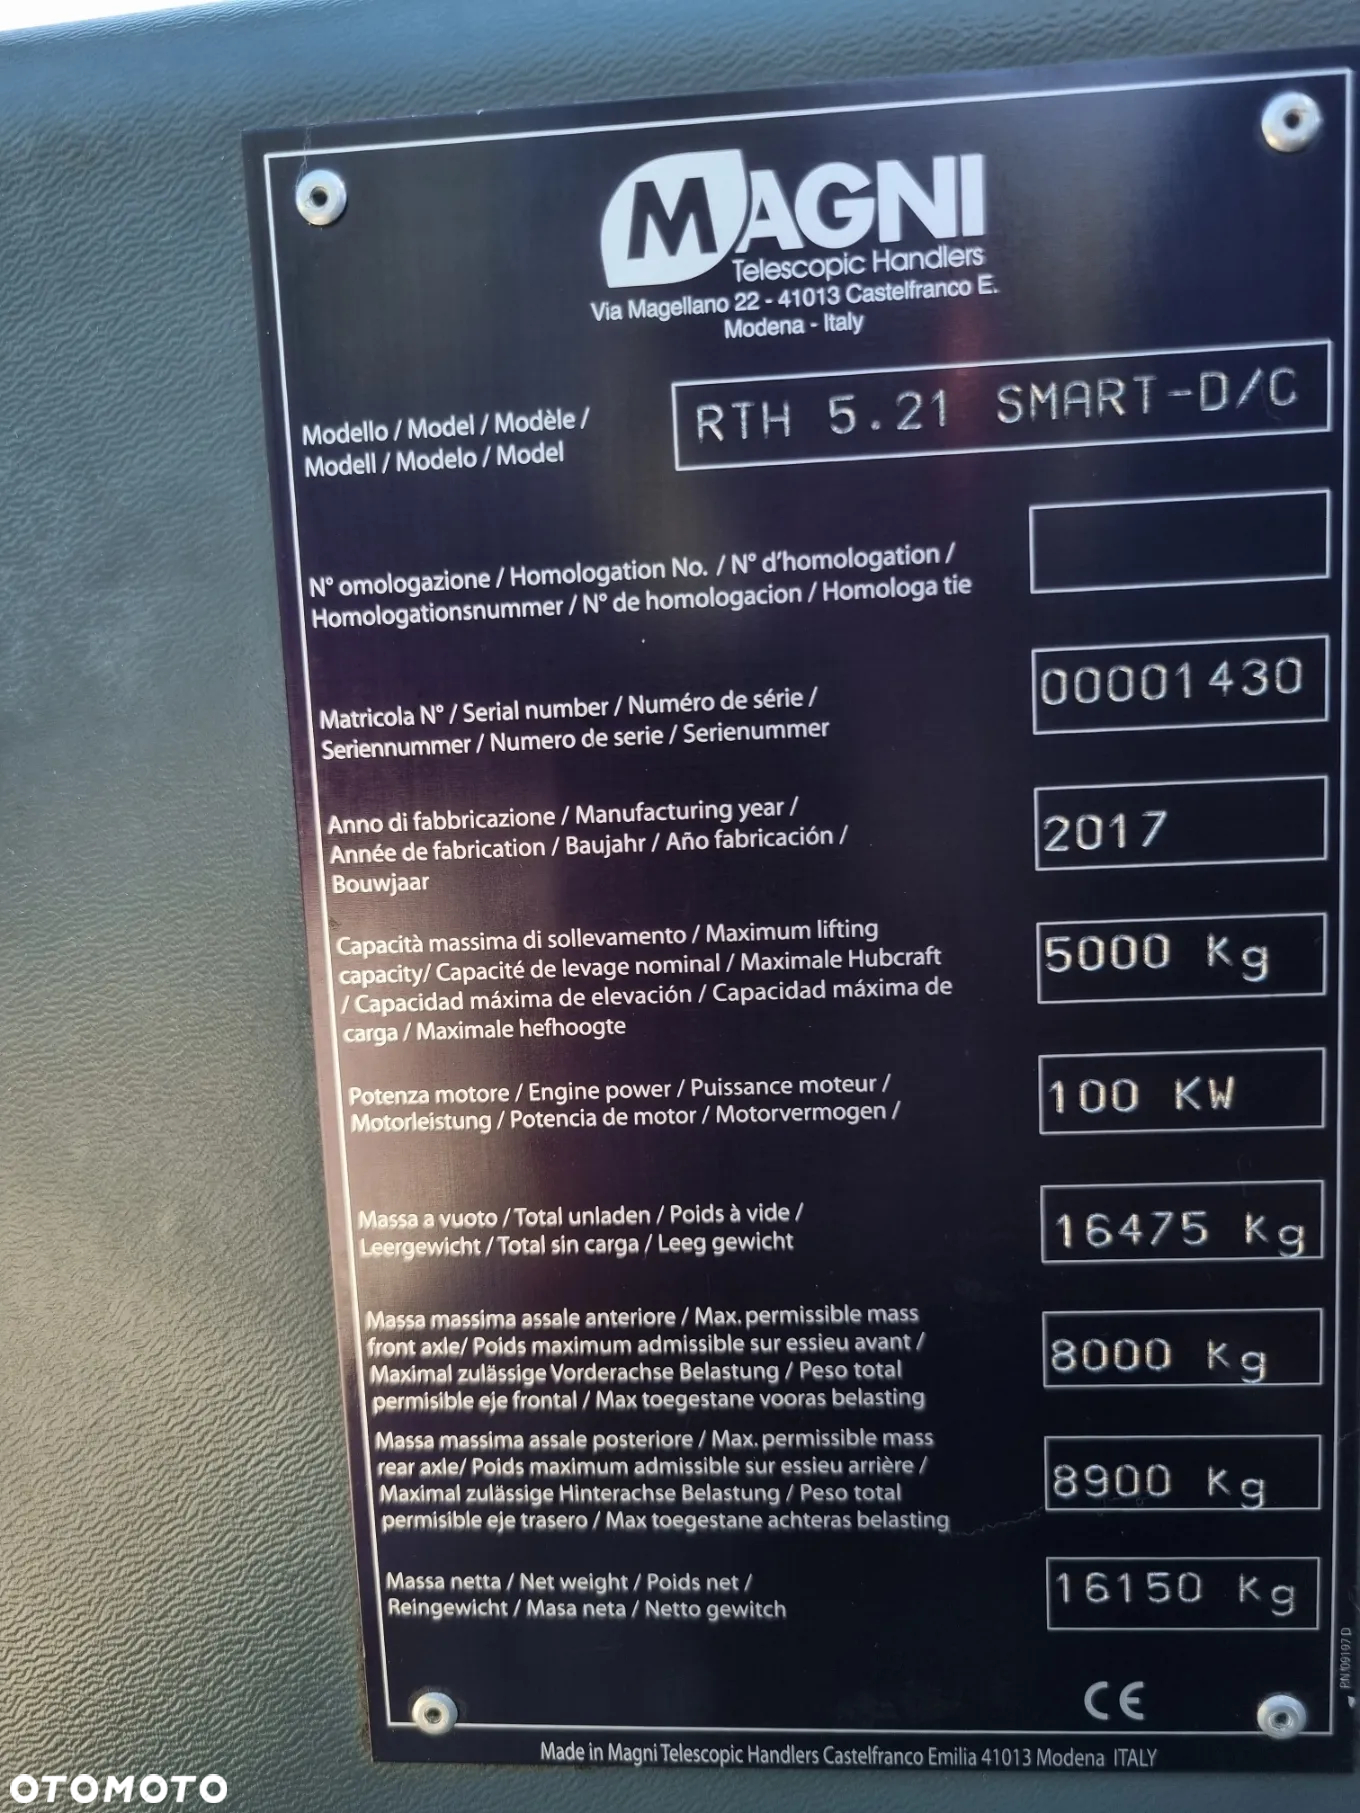 MAGNI
Telescopic Handlers
Via Magellano 22 - 41013 Castelfranco E.
Modena - Italy
Modello / Model / Modèle /
Modell / Modelo / Model
RTH 5.21 SMART-D/C
N° omologazione / Homologation No. / N° d'homologation /
Homologationsnummer / N° de homologacion / Homologa tie
Matricola N° / Serial number / Numéro de série /
Seriennummer / Numero de serie / Serienummer
00001430
Anno di fabbricazione / Manufacturing year /
Année de fabrication / Baujahr / Año fabricación /
Bouwjaar
2017
Capacità massima di sollevamento / Maximum lifting
capacity/ Capacité de levage nominal / Maximale Hubcraft
/ Capacidad máxima de elevación / Capacidad máxima de
carga / Maximale hefhoogte
5000 Kg
Potenza motore / Engine power / Puissance moteur /
Motorleistung / Potencia de motor / Motorvermogen /
100 KW
Massa a vuoto / Total unladen / Poids à vide /
Leergewicht / Total sin carga / Leeg gewicht
16475 Kg
Massa massima assale anteriore / Max. permissible mass
front axle/ Poids maximum admissible sur essieu avant /
Maximal zulässige Vorderachse Belastung / Peso total
permisible eje frontal / Max toegestane vooras belasting
8000 Kg
Massa massima assale posteriore / Max. permissible mass
rear axle/ Poids maximum admissible sur essieu arrière /
Maximal zulässige Hinterachse Belastung / Peso total
permisible eje trasero / Max toegestane achteras belasting
8900 Kg
Massa netta / Net weight / Poids net /
Reingewicht / Masa neta / Netto gewitch
16150 Kg
CE
Made in Magni Telescopic Handlers Castelfranco Emilia 41013 Modena ITALY
OTOMOTO